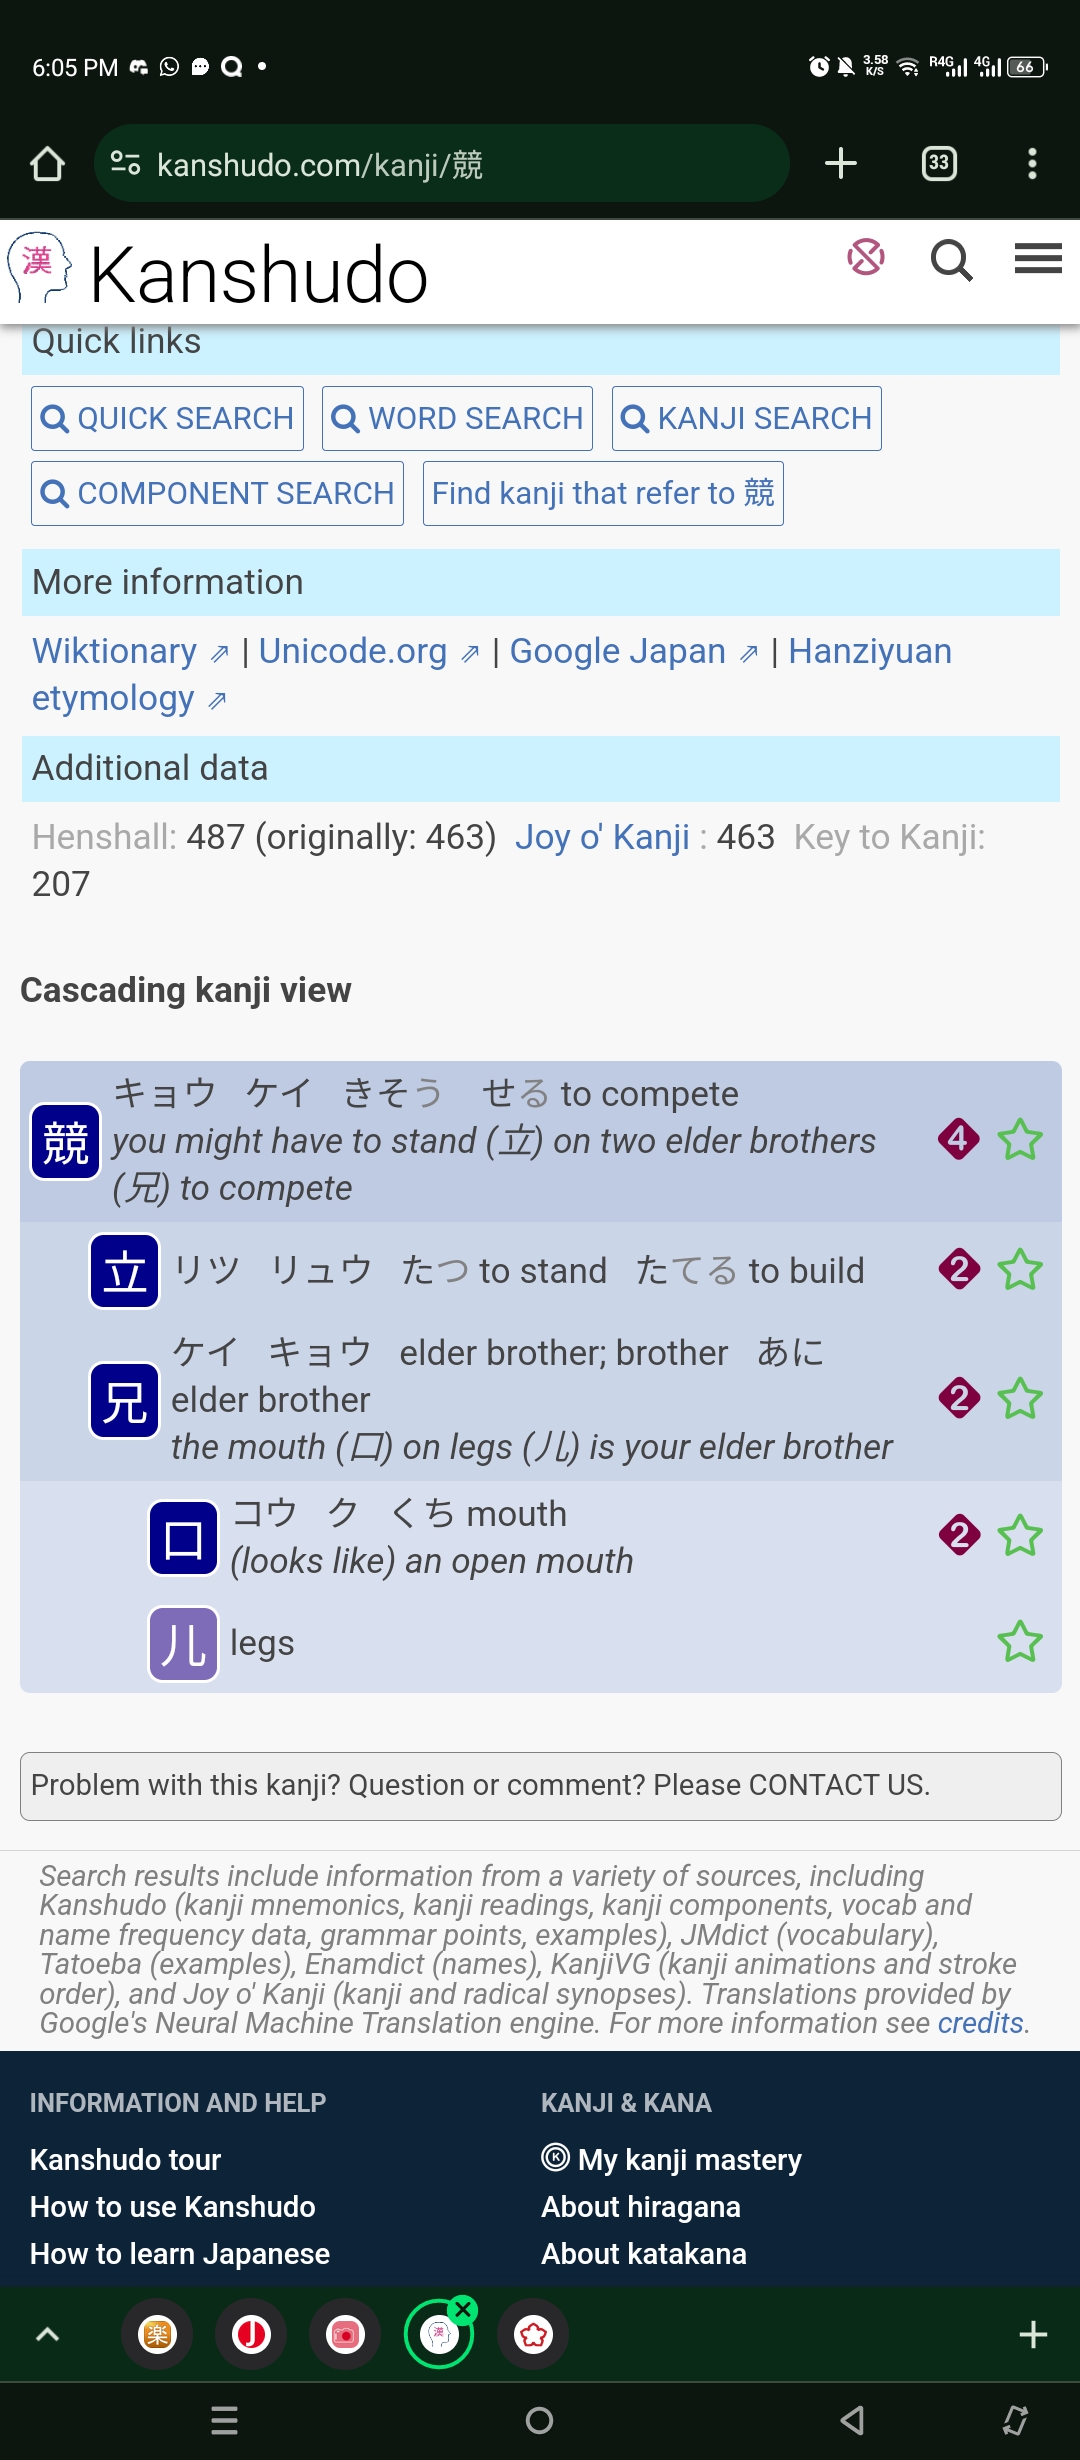 6:05 PM 3.58 K/S R4G 4G 66
kanshudo.com/kanji/競 33
漢 Kanshudo
Quick links
QUICK SEARCH WORD SEARCH KANJI SEARCH
COMPONENT SEARCH Find kanji that refer to 競
More information
Wiktionary ⇗ | Unicode.org ⇗ | Google Japan ⇗ | Hanziyuan
etymology ⇗
Additional data
Henshall: 487 (originally: 463) Joy o' Kanji : 463 Key to Kanji:
207
Cascading kanji view
キョウ ケイ きそう せる to compete
競 you might have to stand (立) on two elder brothers 4
(兄) to compete
立 リツ リュウ たつ to stand たてる to build 2
ケイ キョウ elder brother; brother あに
兄 elder brother 2
the mouth (口) on legs (儿) is your elder brother
口 コウ ク くち mouth 2
(looks like) an open mouth
儿 legs
Problem with this kanji? Question or comment? Please CONTACT US.
Search results include information from a variety of sources, including
Kanshudo (kanji mnemonics, kanji readings, kanji components, vocab and
name frequency data, grammar points, examples), JMdict (vocabulary),
Tatoeba (examples), Enamdict (names), KanjiVG (kanji animations and stroke
order), and Joy o' Kanji (kanji and radical synopses). Translations provided by
Google's Neural Machine Translation engine. For more information see credits.
INFORMATION AND HELP KANJI & KANA
Kanshudo tour K My kanji mastery
How to use Kanshudo About hiragana
How to learn Japanese About katakana
楽 J 漢